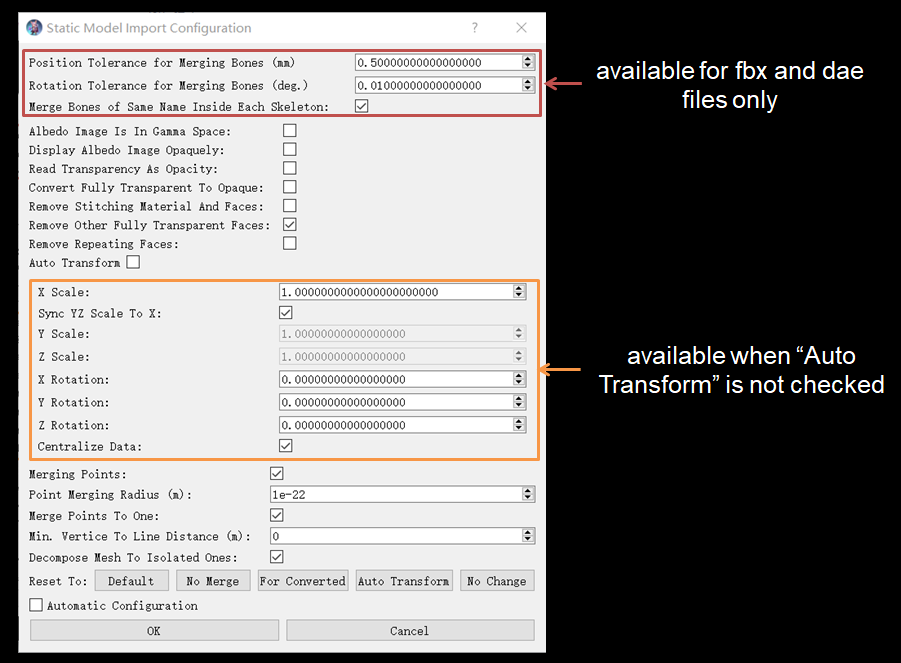 Static Model Import Configuration
?
Position Tolerance for Merging Bones (mm) 0.50000000000000000
Rotation Tolerance for Merging Bones (deg.) 0.01000000000000000
Merge Bones of Same Name Inside Each Skeleton:
available for fbx and dae
files only
Albedo Image Is In Gamma Space:
Display Albedo Image Opaquely:
Read Transparency As Opacity:
Convert Fully Transparent To Opaque:
Remove Stitching Material And Faces:
Remove Other Fully Transparent Faces:
Remove Repeating Faces:
Auto Transform
X Scale: 1.0000000000000000000000
Sync YZ Scale To X:
Y Scale: 1.00000000000000000
Z Scale: 1.00000000000000000
X Rotation: 0.00000000000000000
Y Rotation: 0.00000000000000000
Z Rotation: 0.00000000000000000
Centralize Data:
available when “Auto
Transform” is not checked
Merging Points:
Point Merging Radius (m): 1e-22
Merge Points To One:
Min. Vertice To Line Distance (m): 0
Decompose Mesh To Isolated Ones:
Reset To: Default No Merge For Converted Auto Transform No Change
Automatic Configuration
OK Cancel